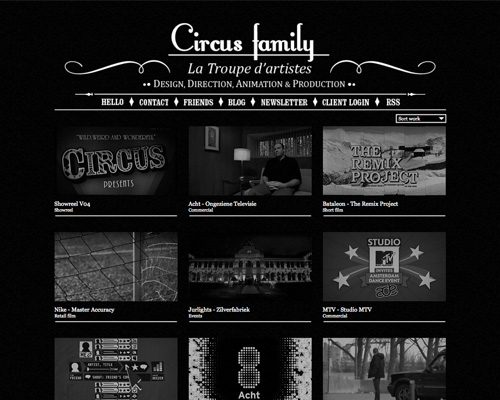 Circus family
La Troupe d'artistes
•• Design, Direction, Animation & Production ••
HELLO ♦ CONTACT ♦ FRIENDS ♦ BLOG ♦ NEWSLETTER ♦ CLIENT LOGIN ♦ RSS
Sort work
"WILD, WEIRD AND WONDERFUL"
CIRCUS
PRESENTS
THE
REMIX
PROJECT
Showreel V04
Showreel
Acht - Ongeziene Televisie
Commercial
Bataleon - The Remix Project
Short film
STUDIO
MTV
INVITES
AMSTERDAM
DANCE EVENT
Nike - Master Accuracy
Retail film
Jurlights - Zilverfabriek
Events
MTV - Studio MTV
Commercial
ARTIST, TITLE
Acht